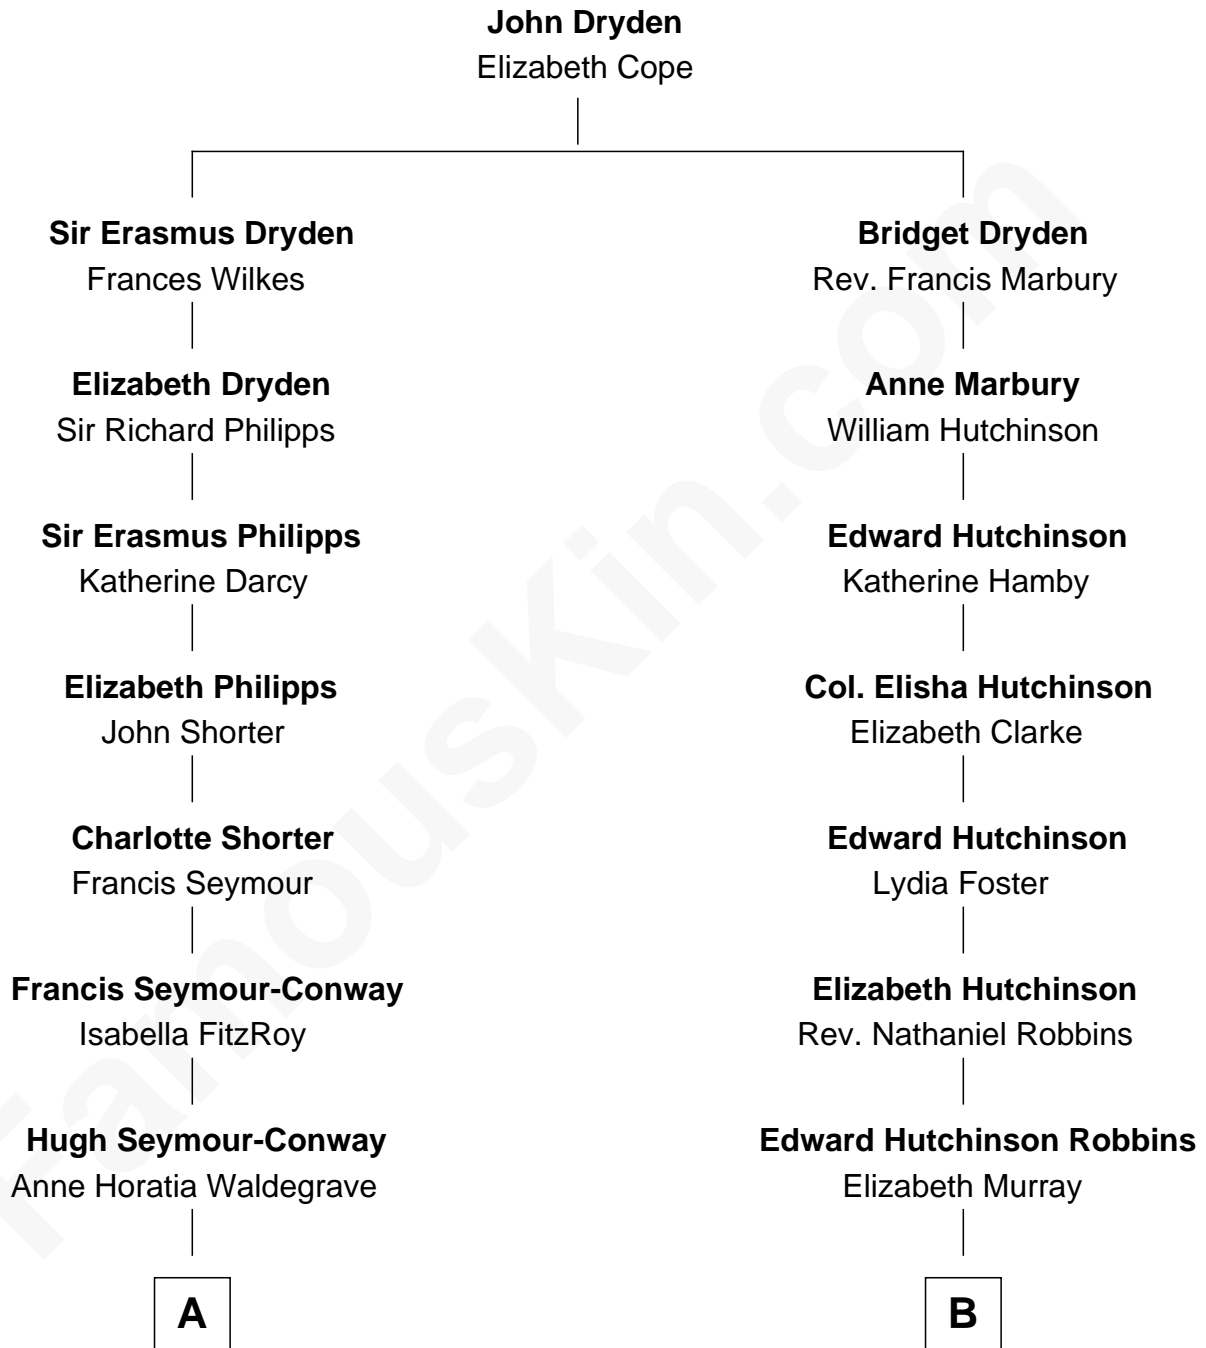 John Dryden
Elizabeth Cope
Sir Erasmus Dryden
Frances Wilkes
Bridget Dryden
Rev. Francis Marbury
Elizabeth Dryden
Sir Richard Philipps
Anne Marbury
William Hutchinson
Sir Erasmus Philipps
Katherine Darcy
Edward Hutchinson
Katherine Hamby
Elizabeth Philipps
John Shorter
Col. Elisha Hutchinson
Elizabeth Clarke
Charlotte Shorter
Francis Seymour
Edward Hutchinson
Lydia Foster
Francis Seymour-Conway
Isabella FitzRoy
Elizabeth Hutchinson
Rev. Nathaniel Robbins
Hugh Seymour-Conway
Anne Horatia Waldegrave
Edward Hutchinson Robbins
Elizabeth Murray
A
B
FamousKin.com